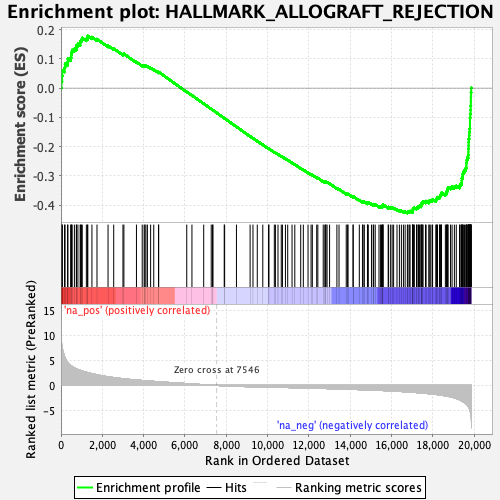 Enrichment plot: HALLMARK_ALLOGRAFT_REJECTION
Enrichment score (ES)
0.2
0.1
0.0
-0.1
-0.2
-0.3
-0.4
Ranked list metric (PreRanked)
15
10
5
0
-5
'na_pos' (positively correlated)
Zero cross at 7546
'na_neg' (negatively correlated)
0
2,000
4,000
6,000
8,000
10,000
12,000
14,000
16,000
18,000
20,000
Rank in Ordered Dataset
Enrichment profile
Hits
Ranking metric scores